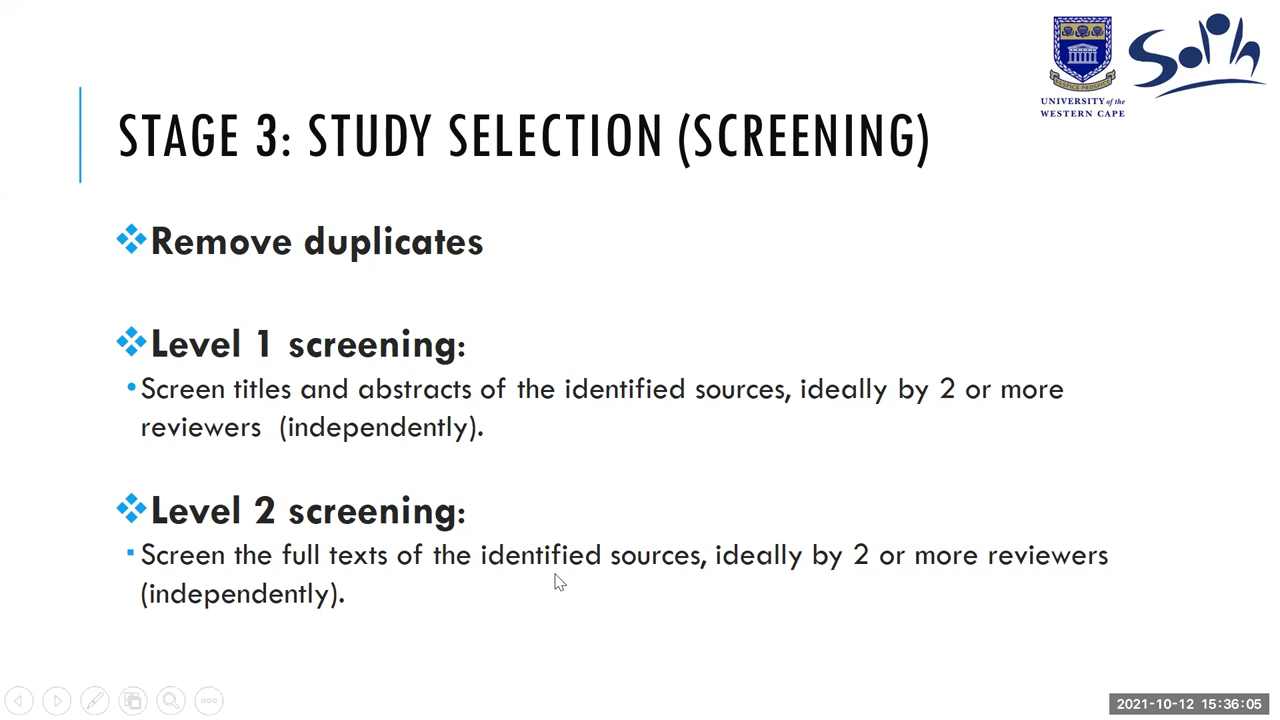 UNIVERSITY of the
WESTERN CAPE
SoPh
STAGE 3: STUDY SELECTION (SCREENING)
Remove duplicates
Level 1 screening:
Screen titles and abstracts of the identified sources, ideally by 2 or more
reviewers (independently).
Level 2 screening:
Screen the full texts of the identified sources, ideally by 2 or more reviewers
(independently).
2021-10-12 15:36:05